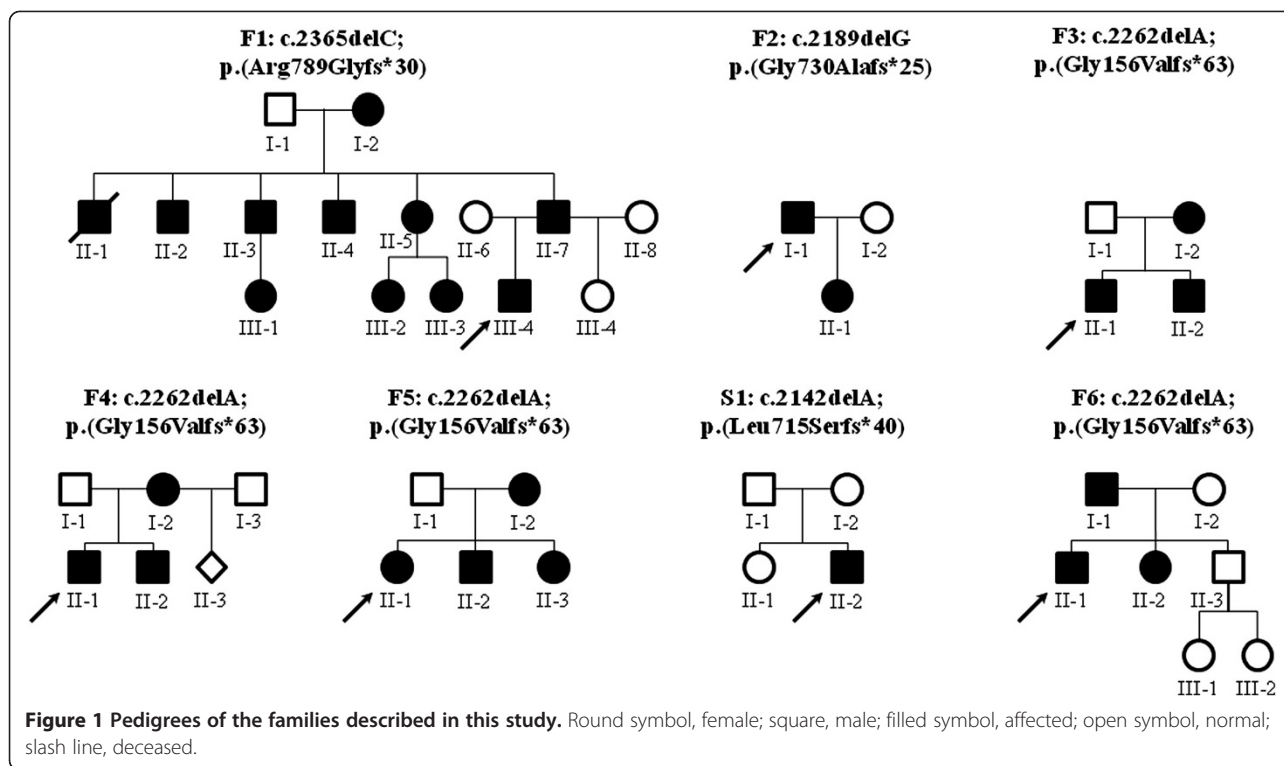 F1: c.2365delC;
p.(Arg789Glyfs*30)
F2: c.2189delG
p.(Gly730Alafs*25)
F3: c.2262delA;
p.(Gly156Valfs*63)
I-1 I-2
II-1 II-2 II-3 II-4 II-5 II-6 II-7 II-8
III-1 III-2 III-3 III-4 III-4
I-1 I-2
II-1
I-1 I-2
II-1 II-2
F4: c.2262delA;
p.(Gly156Valfs*63)
F5: c.2262delA;
p.(Gly156Valfs*63)
S1: c.2142delA;
p.(Leu715Serfs*40)
F6: c.2262delA;
p.(Gly156Valfs*63)
I-1 I-2 I-3
II-1 II-2 II-3
I-1 I-2
II-1 II-2 II-3
I-1 I-2
II-1 II-2
I-1 I-2
II-1 II-2 II-3
III-1 III-2
Figure 1 Pedigrees of the families described in this study. Round symbol, female; square, male; filled symbol, affected; open symbol, normal;
slash line, deceased.